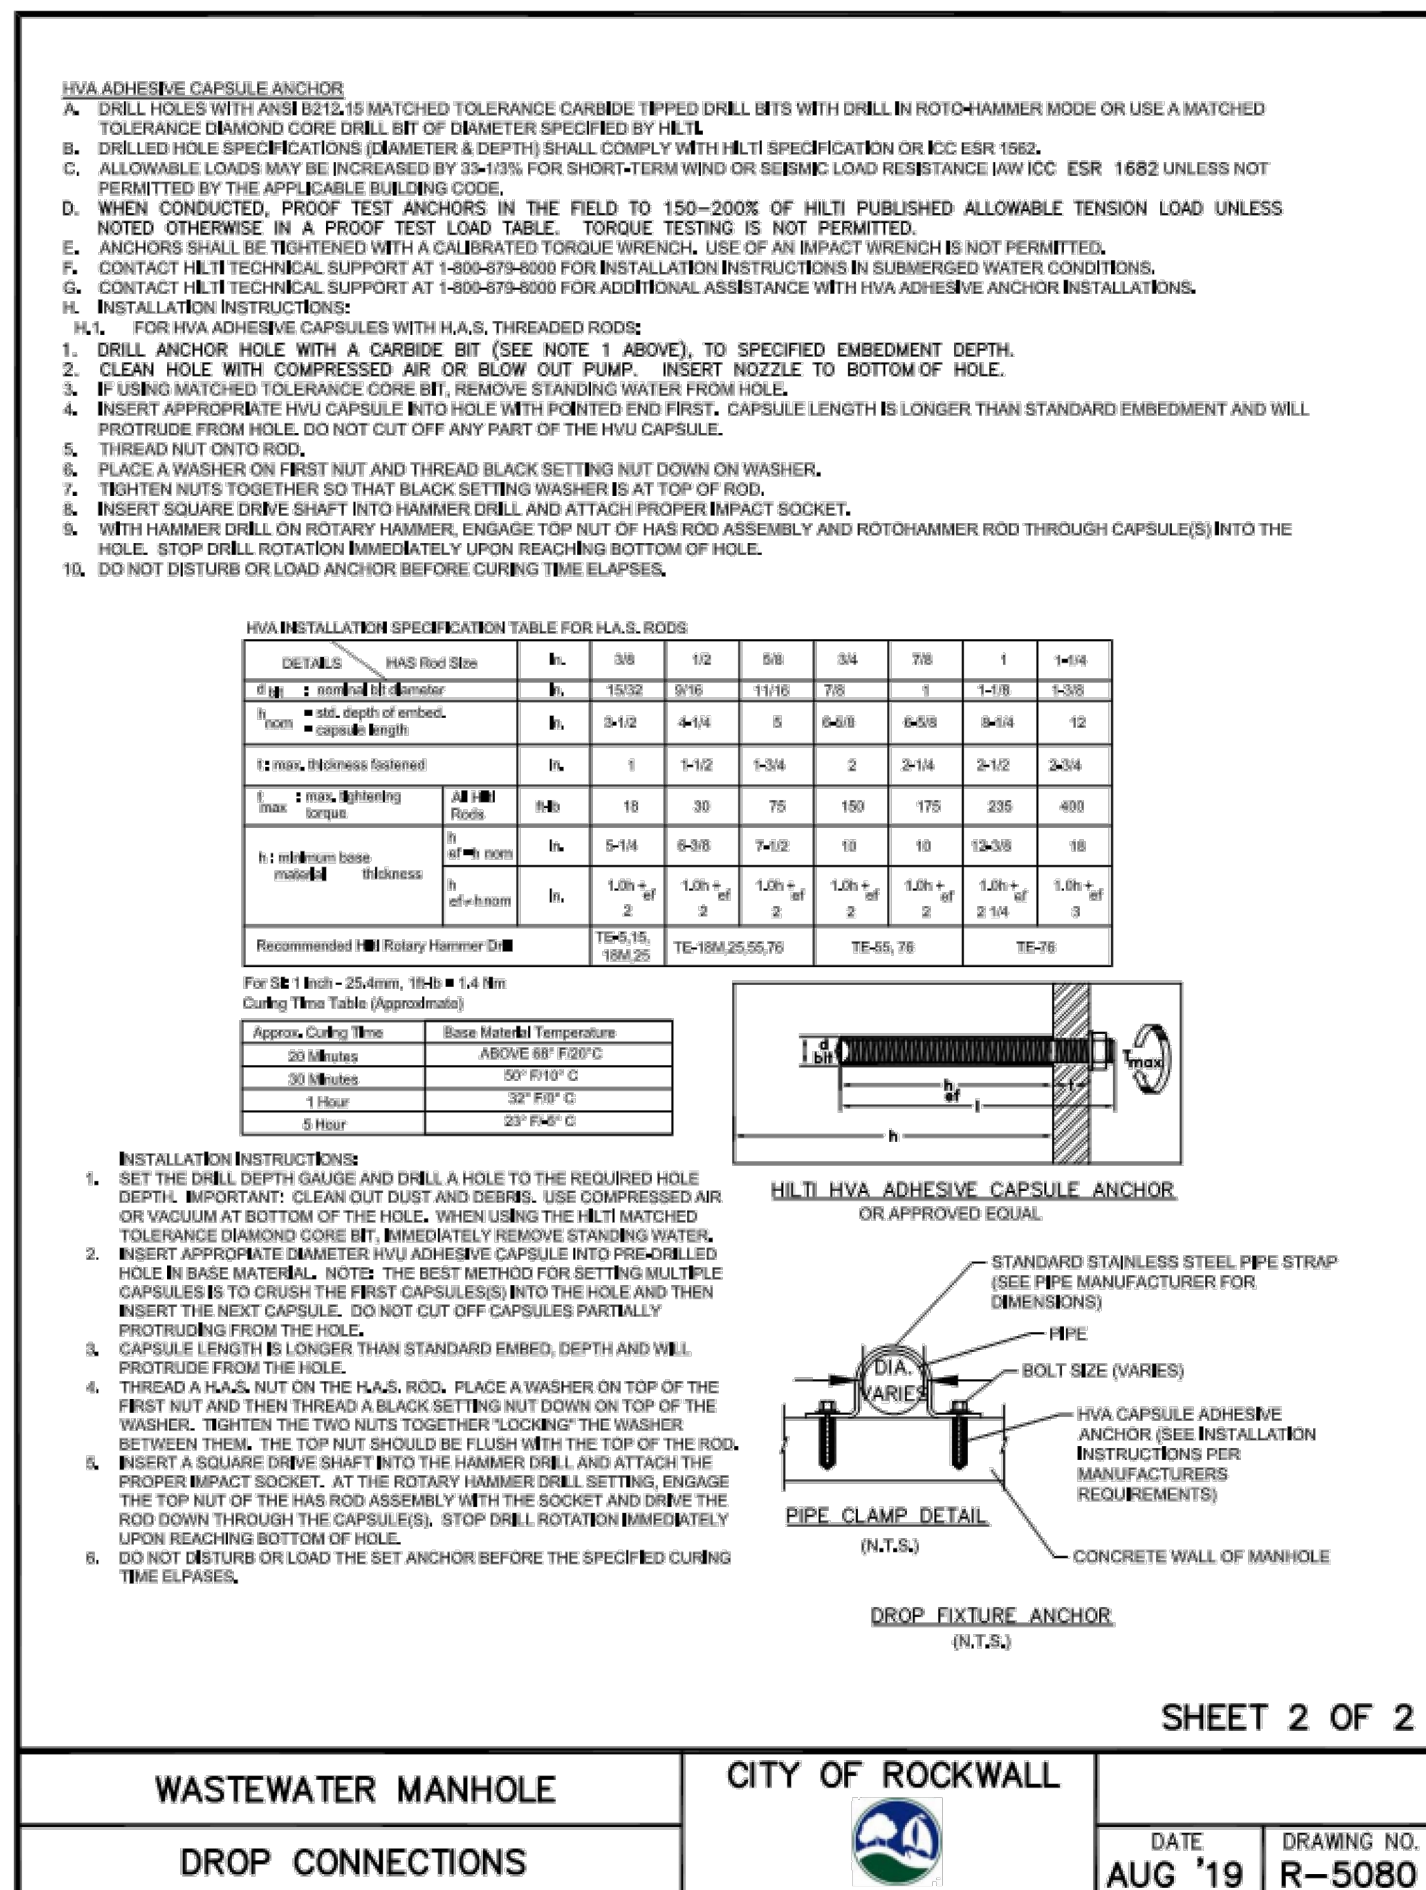 HVA ADHESIVE CAPSULE ANCHOR
A. DRILL HOLES WITH ANSI B212.15 MATCHED TOLERANCE CARBIDE TIPPED DRILL BITS WITH DRILL IN ROTO-HAMMER MODE OR USE A MATCHED
TOLERANCE DIAMOND CORE DRILL BIT OF DIAMETER SPECIFIED BY HILTI.
B. DRILLED HOLE SPECIFICATIONS (DIAMETER & DEPTH) SHALL COMPLY WITH HILTI SPECIFICATION OR ICC ESR 1562.
C. ALLOWABLE LOADS MAY BE INCREASED BY 33-1/3% FOR SHORT-TERM WIND OR SEISMIC LOAD RESISTANCE IAW ICC ESR 1682 UNLESS NOT
PERMITTED BY THE APPLICABLE BUILDING CODE.
D. WHEN CONDUCTED, PROOF TEST ANCHORS IN THE FIELD TO 150-200% OF HILTI PUBLISHED ALLOWABLE TENSION LOAD UNLESS
NOTED OTHERWISE IN A PROOF TEST LOAD TABLE. TORQUE TESTING IS NOT PERMITTED.
E. ANCHORS SHALL BE TIGHTENED WITH A CALIBRATED TORQUE WRENCH. USE OF AN IMPACT WRENCH IS NOT PERMITTED.
F. CONTACT HILTI TECHNICAL SUPPORT AT 1-800-879-8000 FOR INSTALLATION INSTRUCTIONS IN SUBMERGED WATER CONDITIONS.
G. CONTACT HILTI TECHNICAL SUPPORT AT 1-800-879-8000 FOR ADDITIONAL ASSISTANCE WITH HVA ADHESIVE ANCHOR INSTALLATIONS.
H. INSTALLATION INSTRUCTIONS:
H.1. FOR HVA ADHESIVE CAPSULES WITH H.A.S. THREADED RODS:
1. DRILL ANCHOR HOLE WITH A CARBIDE BIT (SEE NOTE 1 ABOVE), TO SPECIFIED EMBEDMENT DEPTH.
2. CLEAN HOLE WITH COMPRESSED AIR OR BLOW OUT PUMP. INSERT NOZZLE TO BOTTOM OF HOLE.
3. IF USING MATCHED TOLERANCE CORE BIT, REMOVE STANDING WATER FROM HOLE.
4. INSERT APPROPRIATE HVU CAPSULE INTO HOLE WITH POINTED END FIRST. CAPSULE LENGTH IS LONGER THAN STANDARD EMBEDMENT AND WILL
PROTRUDE FROM HOLE. DO NOT CUT OFF ANY PART OF THE HVU CAPSULE.
5. THREAD NUT ONTO ROD.
6. PLACE A WASHER ON FIRST NUT AND THREAD BLACK SETTING NUT DOWN ON WASHER.
7. TIGHTEN NUTS TOGETHER SO THAT BLACK SETTING WASHER IS AT TOP OF ROD.
8. INSERT SQUARE DRIVE SHAFT INTO HAMMER DRILL AND ATTACH PROPER IMPACT SOCKET.
9. WITH HAMMER DRILL ON ROTARY HAMMER, ENGAGE TOP NUT OF HAS ROD ASSEMBLY AND ROTOHAMMER ROD THROUGH CAPSULE(S) INTO THE
HOLE. STOP DRILL ROTATION IMMEDIATELY UPON REACHING BOTTOM OF HOLE.
10. DO NOT DISTURB OR LOAD ANCHOR BEFORE CURING TIME ELAPSES.
HVA INSTALLATION SPECIFICATION TABLE FOR H.A.S. RODS
DETAILS HAS Rod Size in. 3/8 1/2 5/8 3/4 7/8 1 1-1/4
d bit : nominal bit diameter in. 15/32 9/16 11/16 7/8 1 1-1/8 1-3/8
h nom = std. depth of embed.
= capsule length in. 3-1/2 4-1/4 5 6-5/8 6-5/8 8-1/4 12
t : max. thickness fastened in. 1 1-1/2 1-3/4 2 2-1/4 2-1/2 2-3/4
t max : max. tightening torque All Hilti Rods ft-lb 18 30 75 150 175 235 400
h : minimum base material thickness h ef=h nom in. 5-1/4 6-3/8 7-1/2 10 10 12-3/8 18
h ef≠h nom in. 1.0h ef + 2 1.0h ef + 2 1.0h ef + 2 1.0h ef + 2 1.0h ef + 2 1.0h ef + 2 1/4 1.0h ef + 3
Recommended Hilti Rotary Hammer Drill TE-5,15, 18M,25 TE-18M,25,55,76 TE-55, 76 TE-76
For SI: 1 inch - 25.4mm, 1ft-lb = 1.4 Nm
Curing Time Table (Approximate)
Approx. Curing Time Base Material Temperature
20 Minutes ABOVE 68° F/20°C
30 Minutes 50° F/10° C
1 Hour 32° F/0° C
5 Hour 23° F/-5° C
d bit
T max
h ef
t
l
h
HILTI HVA ADHESIVE CAPSULE ANCHOR
OR APPROVED EQUAL
INSTALLATION INSTRUCTIONS:
1. SET THE DRILL DEPTH GAUGE AND DRILL A HOLE TO THE REQUIRED HOLE
DEPTH. IMPORTANT: CLEAN OUT DUST AND DEBRIS. USE COMPRESSED AIR
OR VACUUM AT BOTTOM OF THE HOLE. WHEN USING THE HILTI MATCHED
TOLERANCE DIAMOND CORE BIT, IMMEDIATELY REMOVE STANDING WATER.
2. INSERT APPROPIATE DIAMETER HVU ADHESIVE CAPSULE INTO PRE-DRILLED
HOLE IN BASE MATERIAL. NOTE: THE BEST METHOD FOR SETTING MULTIPLE
CAPSULES IS TO CRUSH THE FIRST CAPSULES(S) INTO THE HOLE AND THEN
INSERT THE NEXT CAPSULE. DO NOT CUT OFF CAPSULES PARTIALLY
PROTRUDING FROM THE HOLE.
3. CAPSULE LENGTH IS LONGER THAN STANDARD EMBED, DEPTH AND WILL
PROTRUDE FROM THE HOLE.
4. THREAD A H.A.S. NUT ON THE H.A.S. ROD. PLACE A WASHER ON TOP OF THE
FIRST NUT AND THEN THREAD A BLACK SETTING NUT DOWN ON TOP OF THE
WASHER. TIGHTEN THE TWO NUTS TOGETHER "LOCKING" THE WASHER
BETWEEN THEM. THE TOP NUT SHOULD BE FLUSH WITH THE TOP OF THE ROD.
5. INSERT A SQUARE DRIVE SHAFT INTO THE HAMMER DRILL AND ATTACH THE
PROPER IMPACT SOCKET. AT THE ROTARY HAMMER DRILL SETTING, ENGAGE
THE TOP NUT OF THE HAS ROD ASSEMBLY WITH THE SOCKET AND DRIVE THE
ROD DOWN THROUGH THE CAPSULE(S). STOP DRILL ROTATION IMMEDIATELY
UPON REACHING BOTTOM OF HOLE.
6. DO NOT DISTURB OR LOAD THE SET ANCHOR BEFORE THE SPECIFIED CURING
TIME ELPASES.
STANDARD STAINLESS STEEL PIPE STRAP
(SEE PIPE MANUFACTURER FOR
DIMENSIONS)
PIPE
DIA.
VARIES
BOLT SIZE (VARIES)
HVA CAPSULE ADHESIVE
ANCHOR (SEE INSTALLATION
INSTRUCTIONS PER
MANUFACTURERS
REQUIREMENTS)
PIPE CLAMP DETAIL
(N.T.S.)
CONCRETE WALL OF MANHOLE
DROP FIXTURE ANCHOR
(N.T.S.)
SHEET 2 OF 2
WASTEWATER MANHOLE
DROP CONNECTIONS
CITY OF ROCKWALL
DATE
AUG '19
DRAWING NO.
R-5080